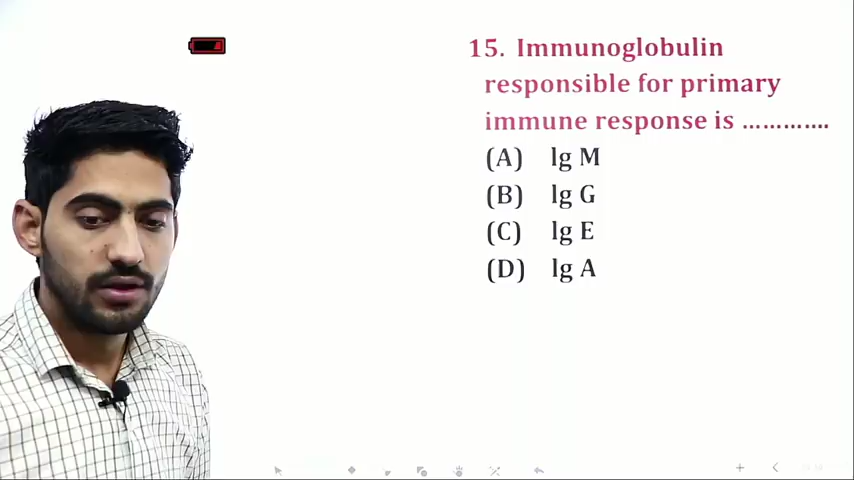 15. Immunoglobulin
responsible for primary
immune response is .............
(A) lg M
(B) lg G
(C) lg E
(D) lg A